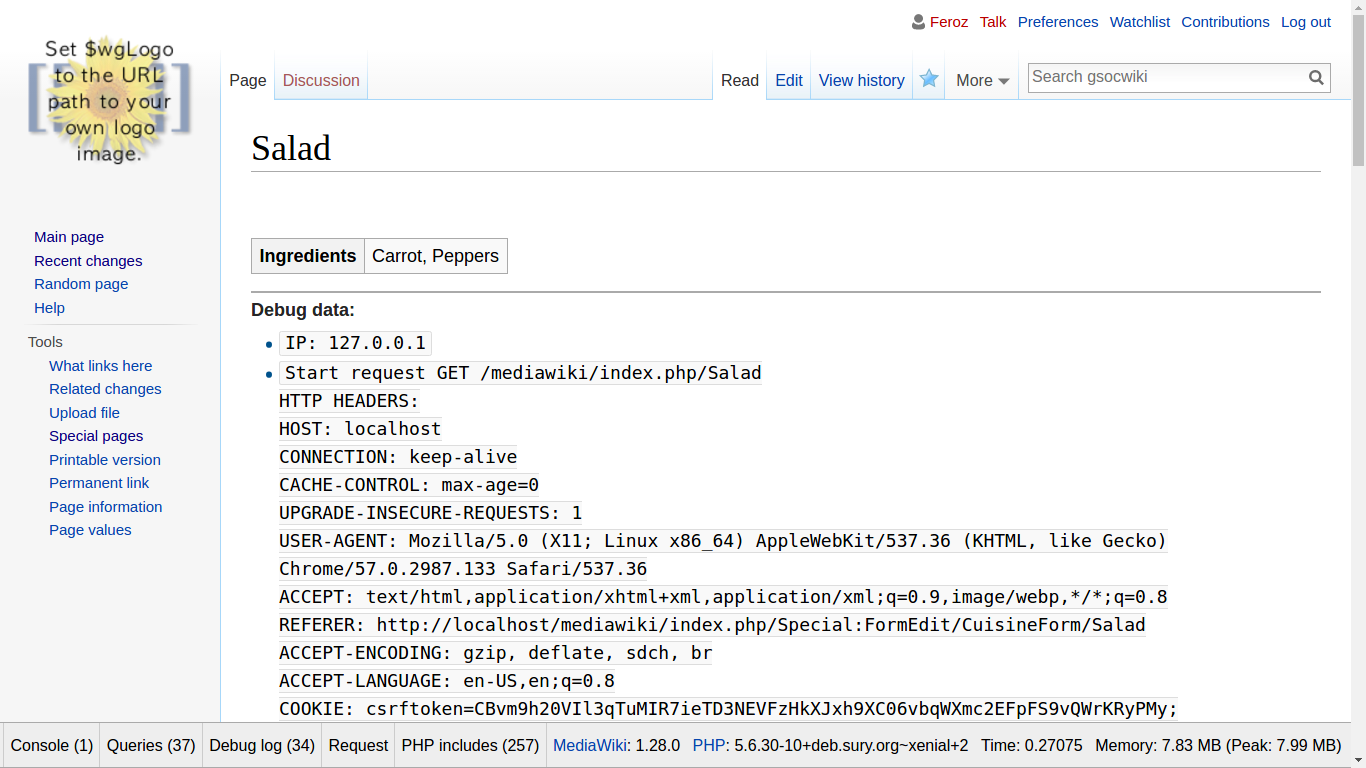 Feroz Talk Preferences Watchlist Contributions Log out
Set $wgLogo
to the URL
path to your
own logo
image.
Page Discussion Read Edit View history More Search gsocwiki
Salad
Main page
Recent changes
Random page
Help
Tools
What links here
Related changes
Upload file
Special pages
Printable version
Permanent link
Page information
Page values
Ingredients Carrot, Peppers
Debug data:
IP: 127.0.0.1
Start request GET /mediawiki/index.php/Salad
HTTP HEADERS:
HOST: localhost
CONNECTION: keep-alive
CACHE-CONTROL: max-age=0
UPGRADE-INSECURE-REQUESTS: 1
USER-AGENT: Mozilla/5.0 (X11; Linux x86_64) AppleWebKit/537.36 (KHTML, like Gecko)
Chrome/57.0.2987.133 Safari/537.36
ACCEPT: text/html,application/xhtml+xml,application/xml;q=0.9,image/webp,*/*;q=0.8
REFERER: http://localhost/mediawiki/index.php/Special:FormEdit/CuisineForm/Salad
ACCEPT-ENCODING: gzip, deflate, sdch, br
ACCEPT-LANGUAGE: en-US,en;q=0.8
COOKIE: csrftoken=CBvm9h20VIl3qTuMIR7ieTD3NEVFzHkXJxh9XC06vbqWXmc2EFpFS9vQWrKRyPMy;
Console (1) Queries (37) Debug log (34) Request PHP includes (257) MediaWiki: 1.28.0 PHP: 5.6.30-10+deb.sury.org~xenial+2 Time: 0.27075 Memory: 7.83 MB (Peak: 7.99 MB)